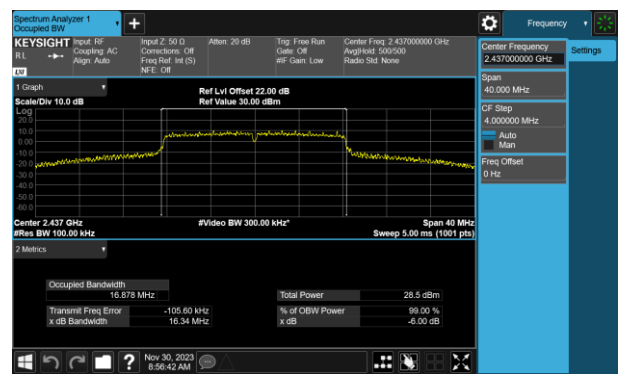 Spectrum Analyzer 1
Occupied BW
+
Frequency
KEYSIGHT
Input: RF
Input Z: 50 Ω
Atten: 20 dB
Trig: Free Run
Center Freq: 2.437000000 GHz
RL
Coupling: AC
Corrections: Off
Gate: Off
Avg|Hold: 500/500
Align: Auto
Freq Ref: Int (S)
#IF Gain: Low
Radio Std: None
NFE: Off
LXI
Center Frequency
2.437000000 GHz
Settings
Span
40.000 MHz
CF Step
4.000000 MHz
Auto
Man
Freq Offset
0 Hz
1 Graph
Ref Lvl Offset 22.00 dB
Scale/Div 10.0 dB
Ref Value 30.00 dBm
Log
20.0
10.0
0.00
-10.0
-20.0
-30.0
-40.0
-50.0
-60.0
Center 2.437 GHz
#Video BW 300.00 kHz*
Span 40 MHz
#Res BW 100.00 kHz
Sweep 5.00 ms (1001 pts)
2 Metrics
Occupied Bandwidth
16.878 MHz
Total Power
28.5 dBm
Transmit Freq Error
-105.60 kHz
% of OBW Power
99.00 %
x dB Bandwidth
16.34 MHz
x dB
-6.00 dB
?
Nov 30, 2023
8:56:42 AM